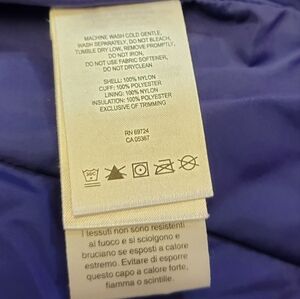 MACHINE WASH COLD GENTLE,
WASH SEPARATELY, DO NOT BLEACH,
TUMBLE DRY LOW, REMOVE PROMPTLY,
DO NOT IRON,
DO NOT USE FABRIC SOFTENER,
DO NOT DRYCLEAN
SHELL: 100% NYLON
CUFF: 100% POLYESTER
LINING: 100% NYLON
INSULATION: 100% POLYESTER
EXCLUSIVE OF TRIMMING
RN 69724
CA 05367
I tessuti non sono resistenti
al fuoco e si sciolgono e
bruciano se esposti a calore
estremo. Evitare di esporre
questo capo a calore forte,
fiamma o scintille.